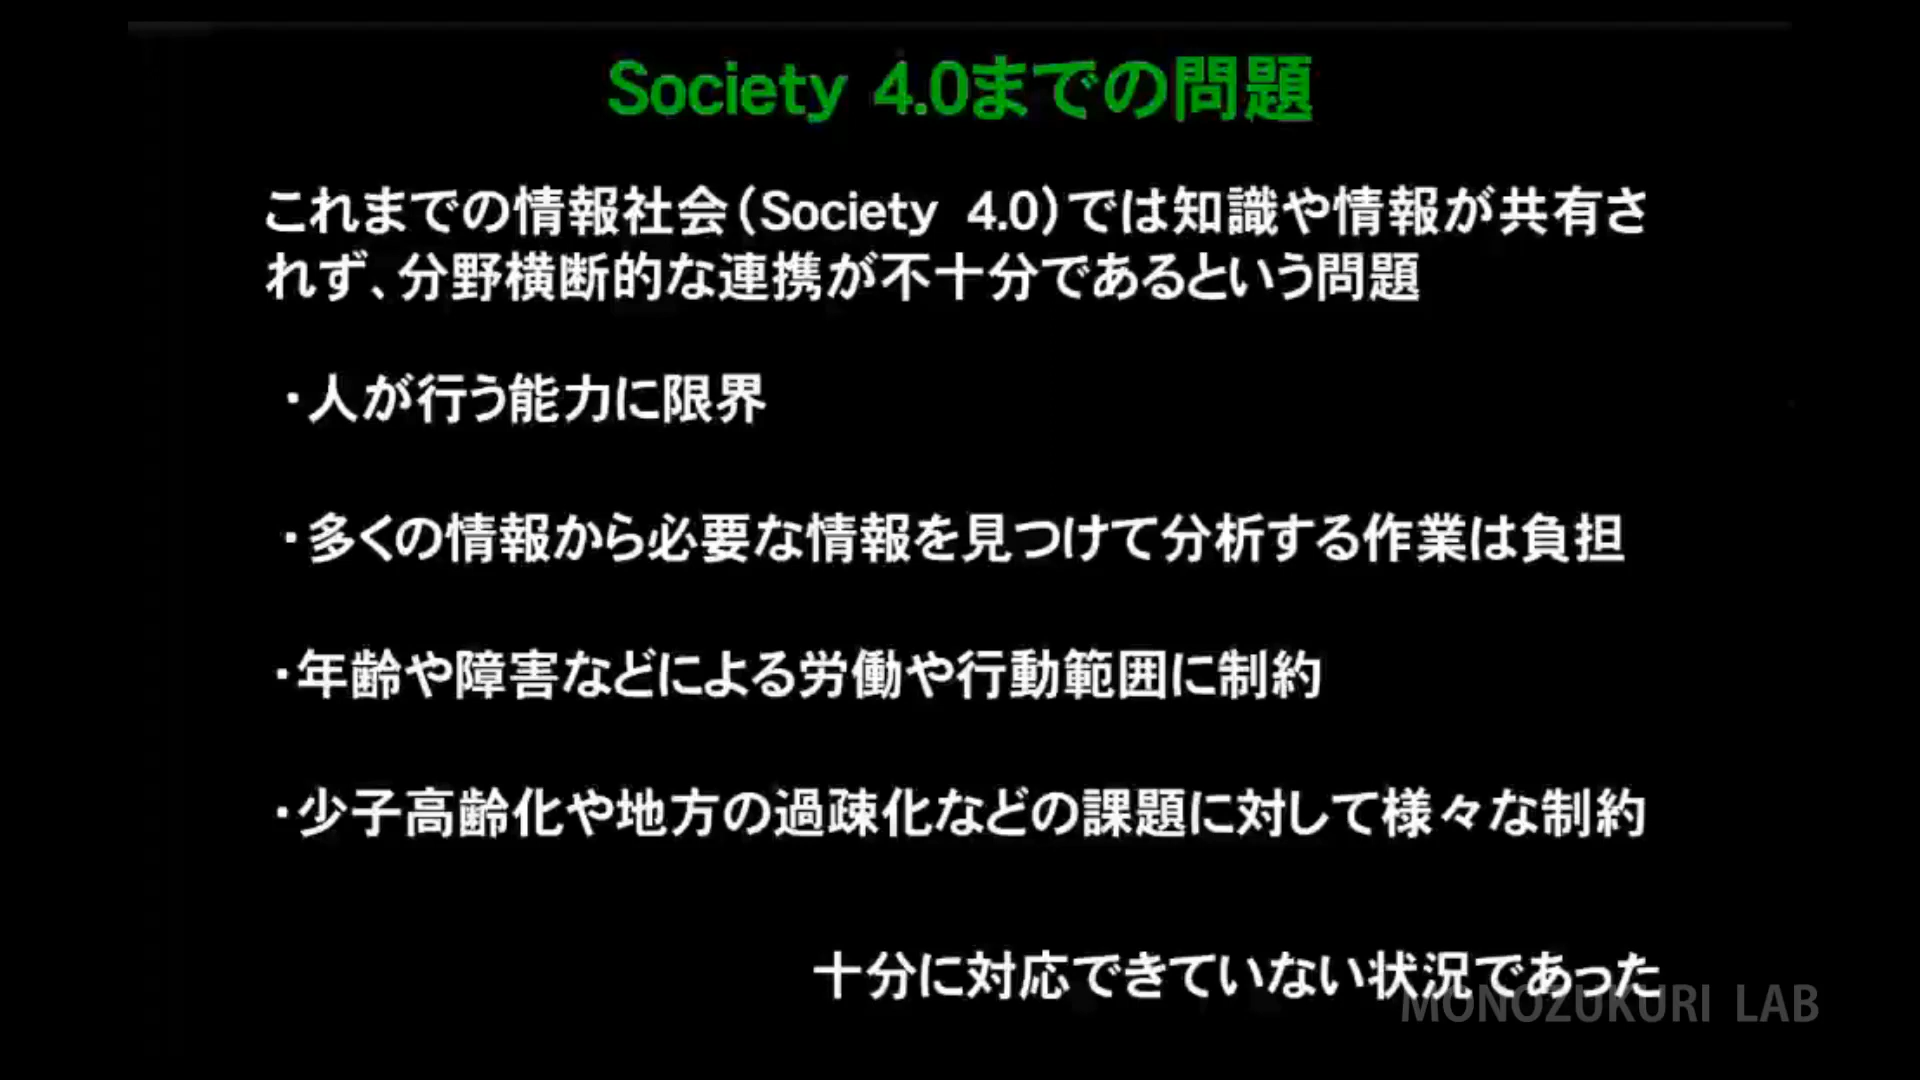 Society 4.0までの問題
これまでの情報社会（Society 4.0）では知識や情報が共有さ
れず、分野横断的な連携が不十分であるという問題
・人が行う能力に限界
・多くの情報から必要な情報を見つけて分析する作業は負担
・年齢や障害などによる労働や行動範囲に制約
・少子高齢化や地方の過疎化などの課題に対して様々な制約
十分に対応できていない状況であった
MONOZUKURI LAB